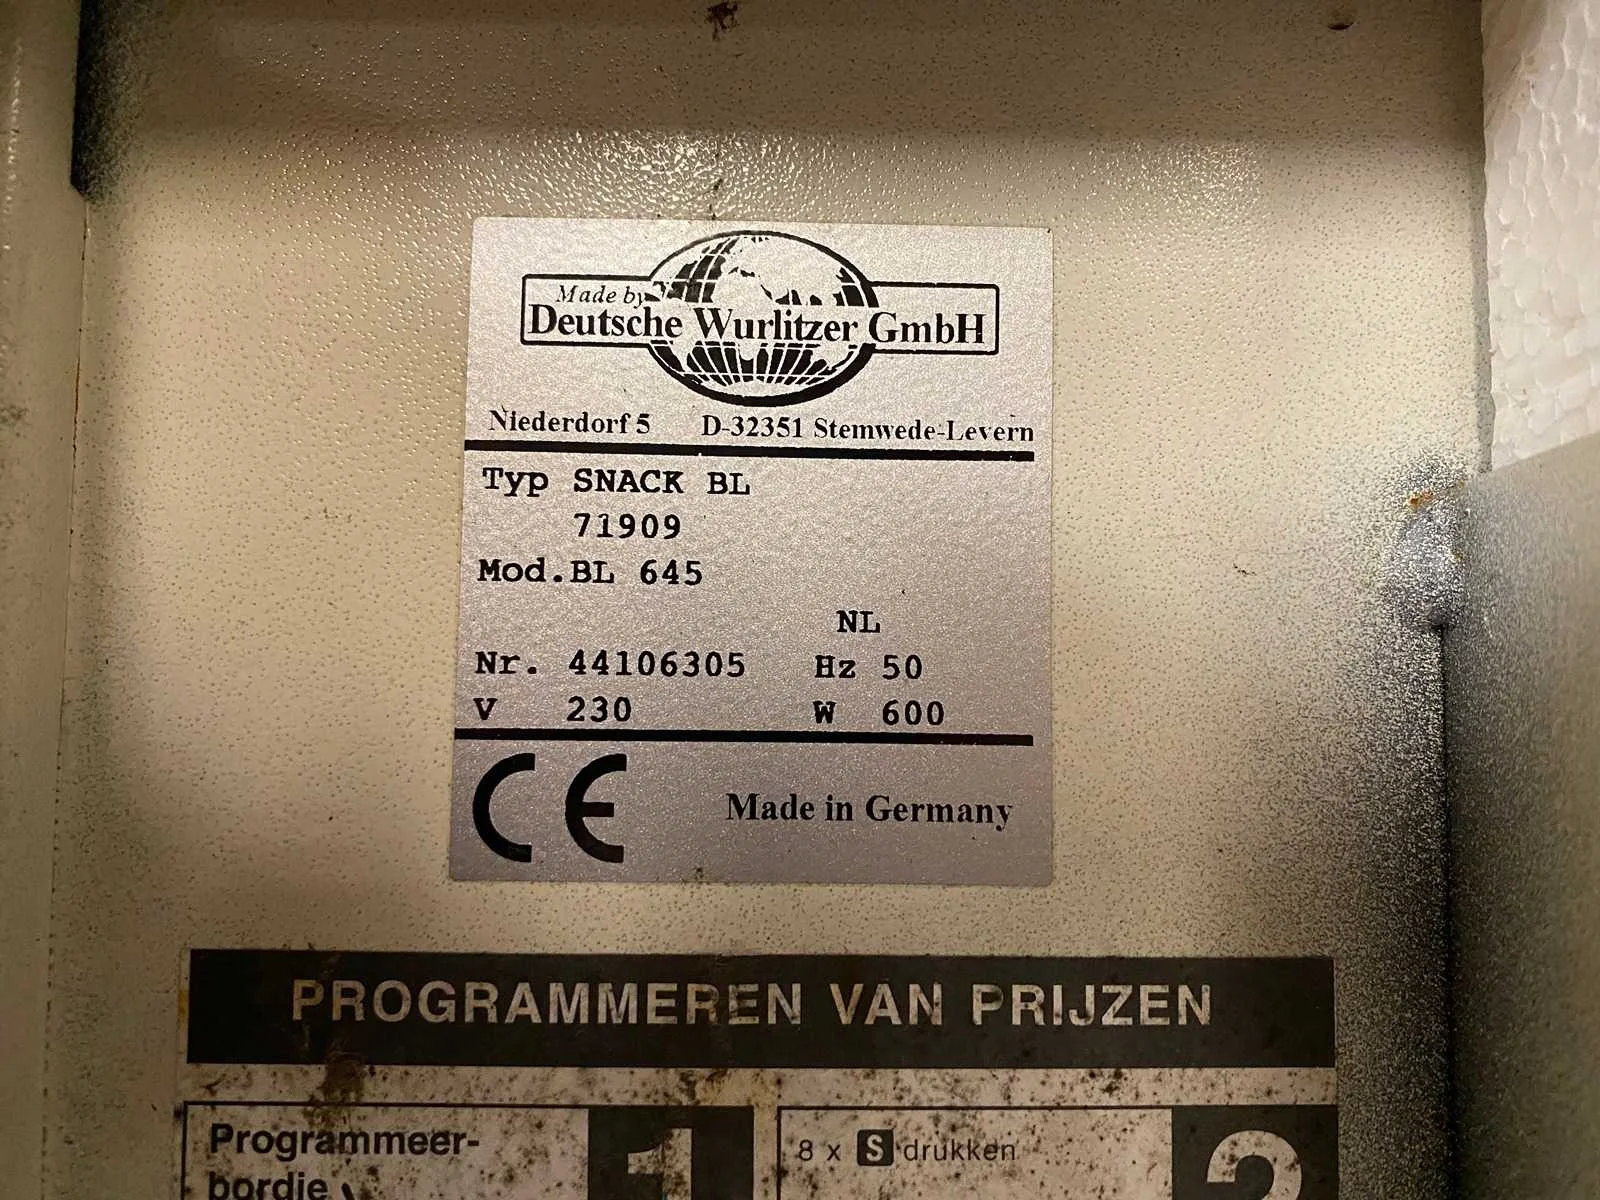 Made by
Deutsche Wurlitzer GmbH
Niederdorf 5 D-32351 Stemwede-Levern
Typ SNACK BL
71909
Mod.BL 645
NL
Nr. 44106305 Hz 50
V 230 W 600
CE Made in Germany
PROGRAMMEREN VAN PRIJZEN
Programmeer-
bordje
1
8 x S drukken
2